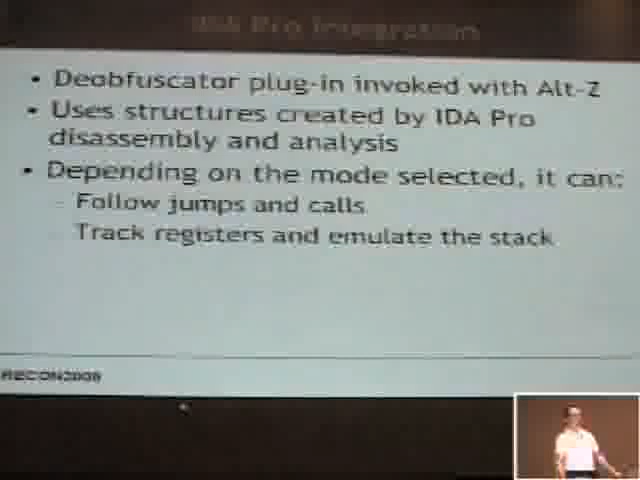 IDA Pro Integration
• Deobfuscator plug-in invoked with Alt-Z
• Uses structures created by IDA Pro
disassembly and analysis
• Depending on the mode selected, it can:
– Follow jumps and calls
– Track registers and emulate the stack
RECON2008